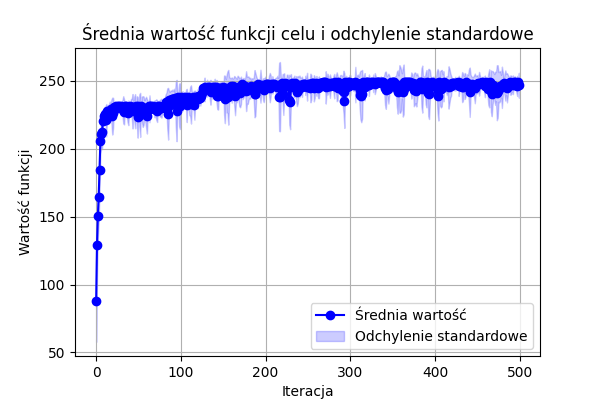 Średnia wartość funkcji celu i odchylenie standardowe
Wartość funkcji
250
200
150
100
50
0 100 200 300 400 500
Iteracja
Średnia wartość
Odchylenie standardowe